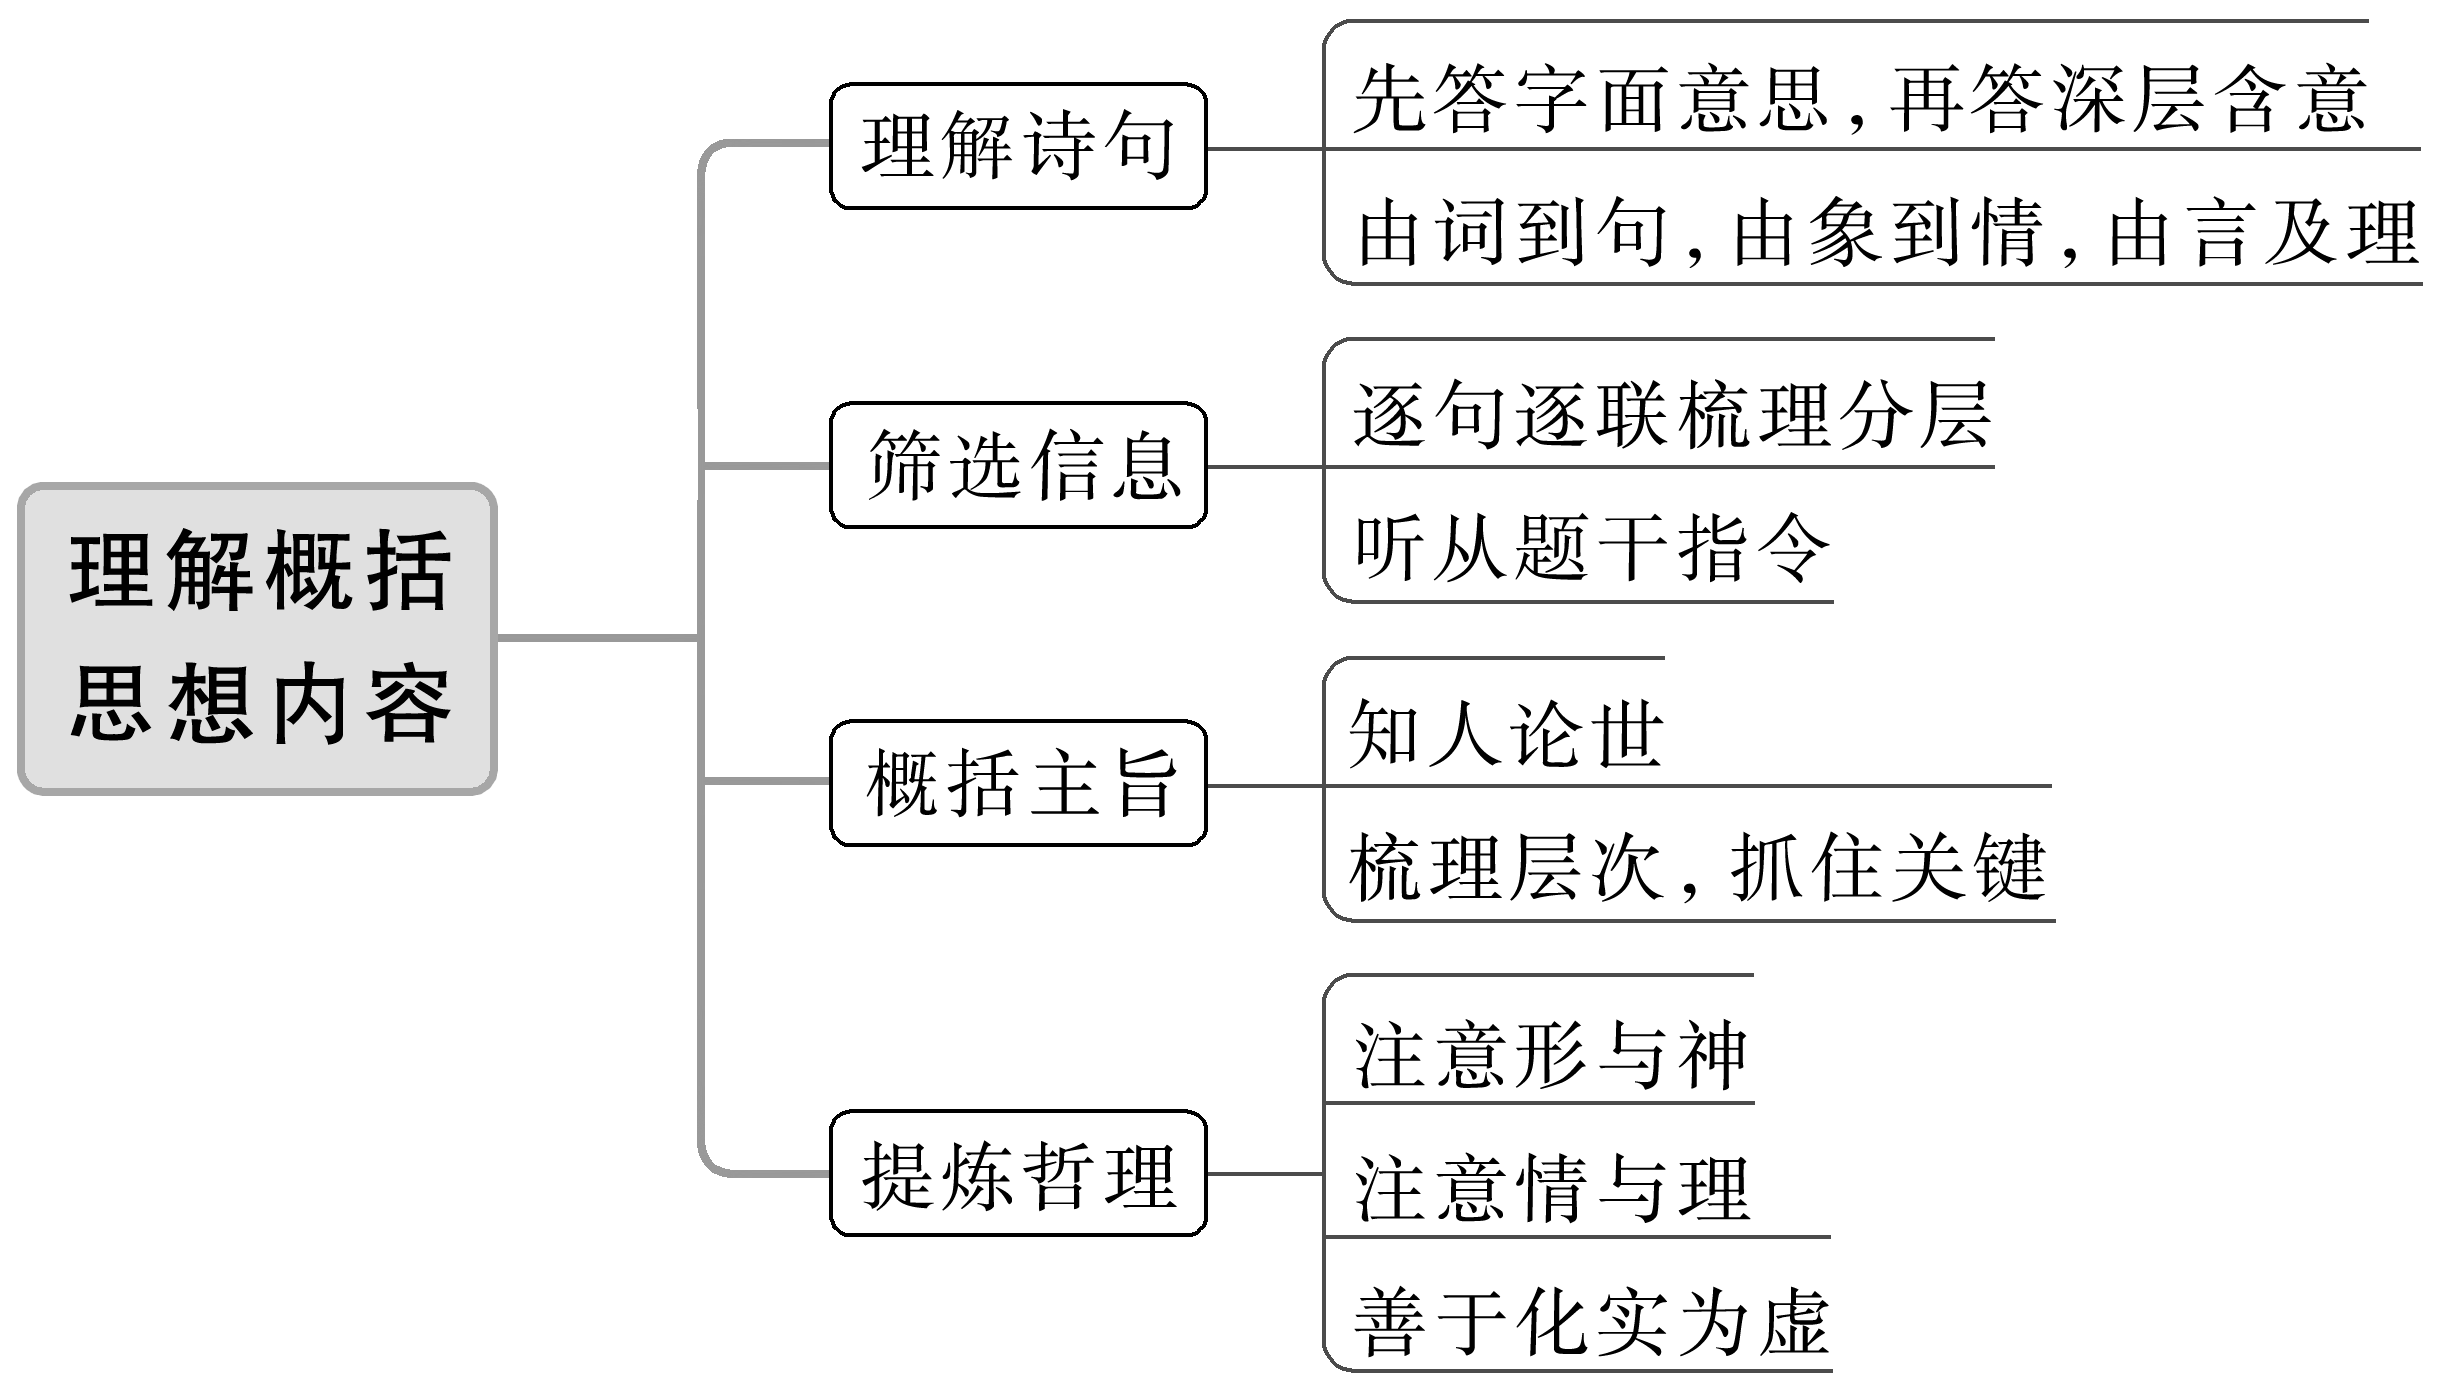 理解概括
思想内容
理解诗句
先答字面意思,再答深层含意
由词到句,由象到情,由言及理
筛选信息
逐句逐联梳理分层
听从题干指令
概括主旨
知人论世
梳理层次,抓住关键
提炼哲理
注意形与神
注意情与理
善于化实为虚